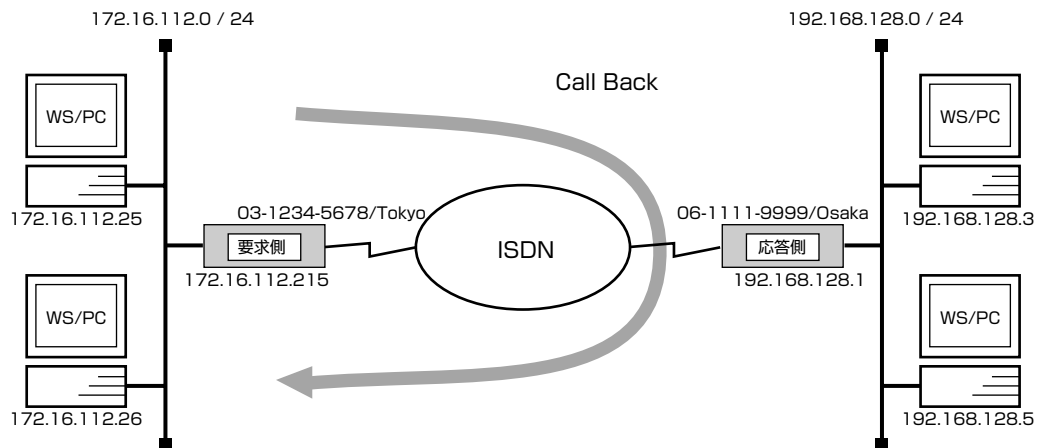 172.16.112.0 / 24
192.168.128.0 / 24
Call Back
WS/PC
WS/PC
172.16.112.25
192.168.128.3
03-1234-5678/Tokyo
06-1111-9999/Osaka
要求側
ISDN
応答側
172.16.112.215
192.168.128.1
WS/PC
WS/PC
172.16.112.26
192.168.128.5